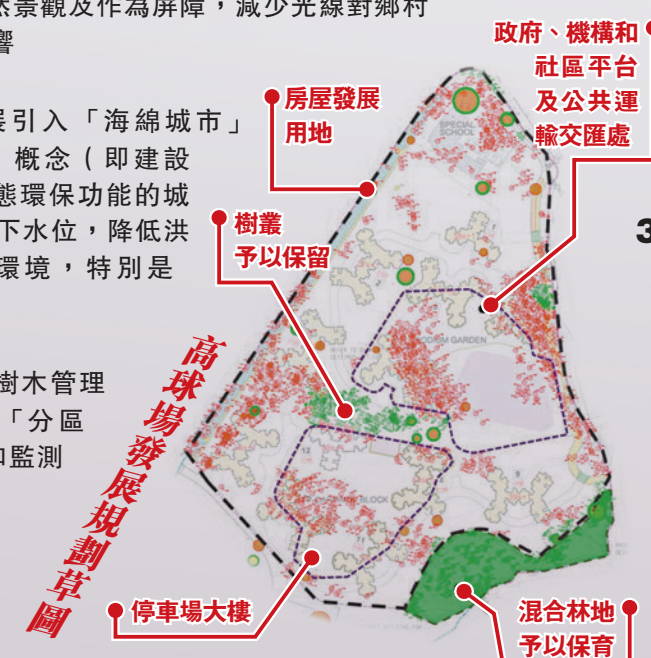 然景觀及作為屏障，減少光線對鄉村
響
展引入「海綿城市」
）概念（即建設
態環保功能的城
下水位，降低洪
環境，特別是
樹木管理
「分區
和監測
高球場發展規劃草圖
房屋發展
用地
樹叢
予以保留
政府、機構和
社區平台
及公共運
輸交匯處
3
SPECIAL
SCHOOL
PODIUM GARDEN
BLOCK
停車場大樓
混合林地
予以保育